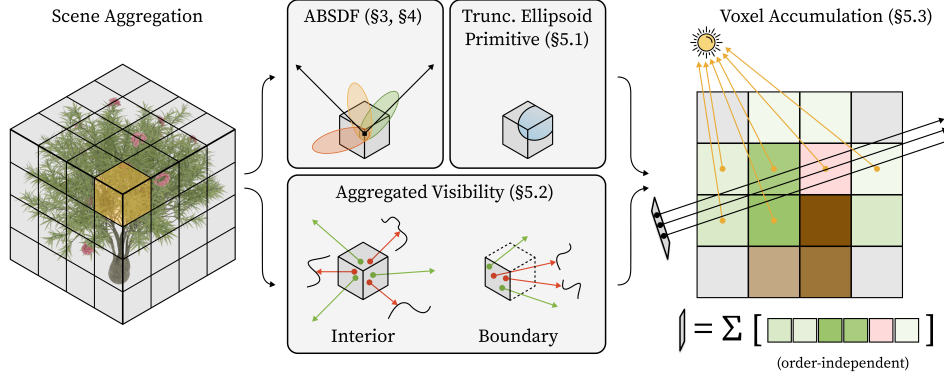 Scene Aggregation
ABSDF (§3, §4)
Trunc. Ellipsoid
Primitive (§5.1)
Aggregated Visibility (§5.2)
Interior
Boundary
Voxel Accumulation (§5.3)
= Σ [ ]
(order-independent)